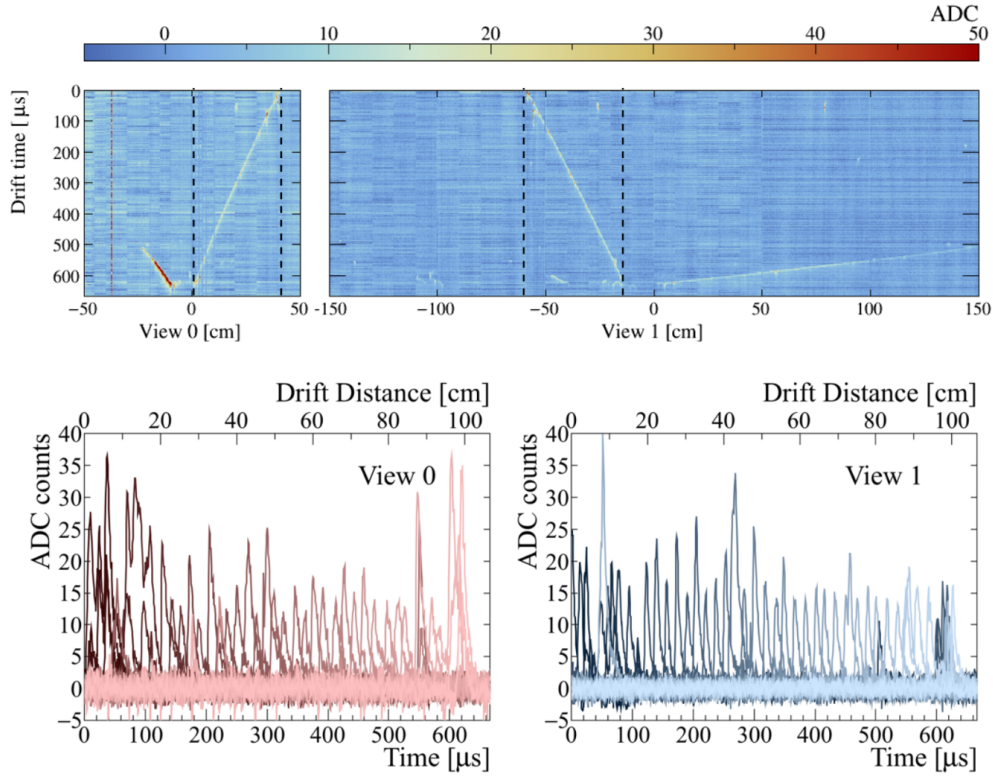 ADC
0 10 20 30 40 50
Drift time [μs]
0
100
200
300
400
500
600
−50 0 50 -150 −100 −50 0 50 100 150
View 0 [cm] View 1 [cm]
Drift Distance [cm]
0 20 40 60 80 100
ADC counts
40
35
30
25
20
15
10
5
0
−5
View 0
0 100 200 300 400 500 600
Time [μs]
Drift Distance [cm]
0 20 40 60 80 100
ADC counts
40
35
30
25
20
15
10
5
0
−5
View 1
0 100 200 300 400 500 600
Time [μs]